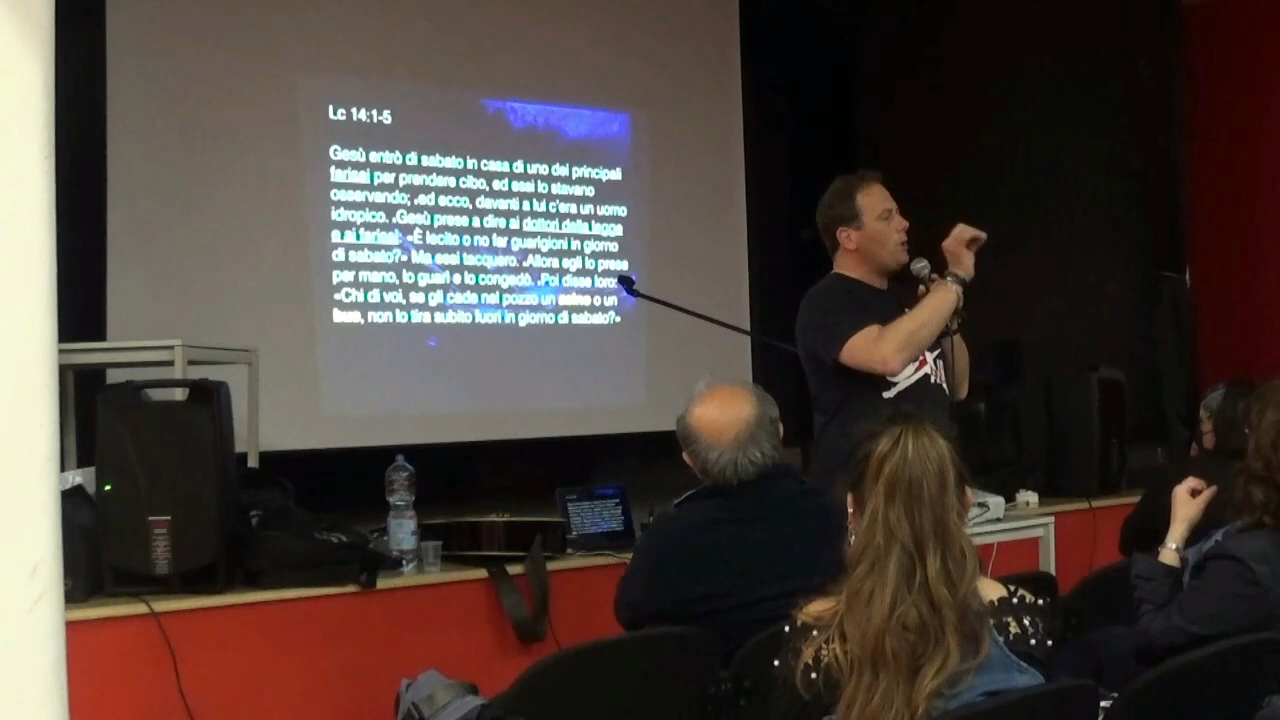 Lc 14:1-5
Gesù entrò di sabato in casa di uno dei principali
farisei per prendere cibo, ed essi lo stavano
osservando; ed ecco, davanti a lui c'era un uomo
idropico. Gesù prese a dire ai dottori della legge
e ai farisei: «È lecito o no far guarigioni in giorno
di sabato?» Ma essi tacquero. Allora egli lo prese
per mano, lo guarì e lo congedò. Poi disse loro:
«Chi di voi, se gli cade nel pozzo un asino o un
bue, non lo tira subito fuori in giorno di sabato?»